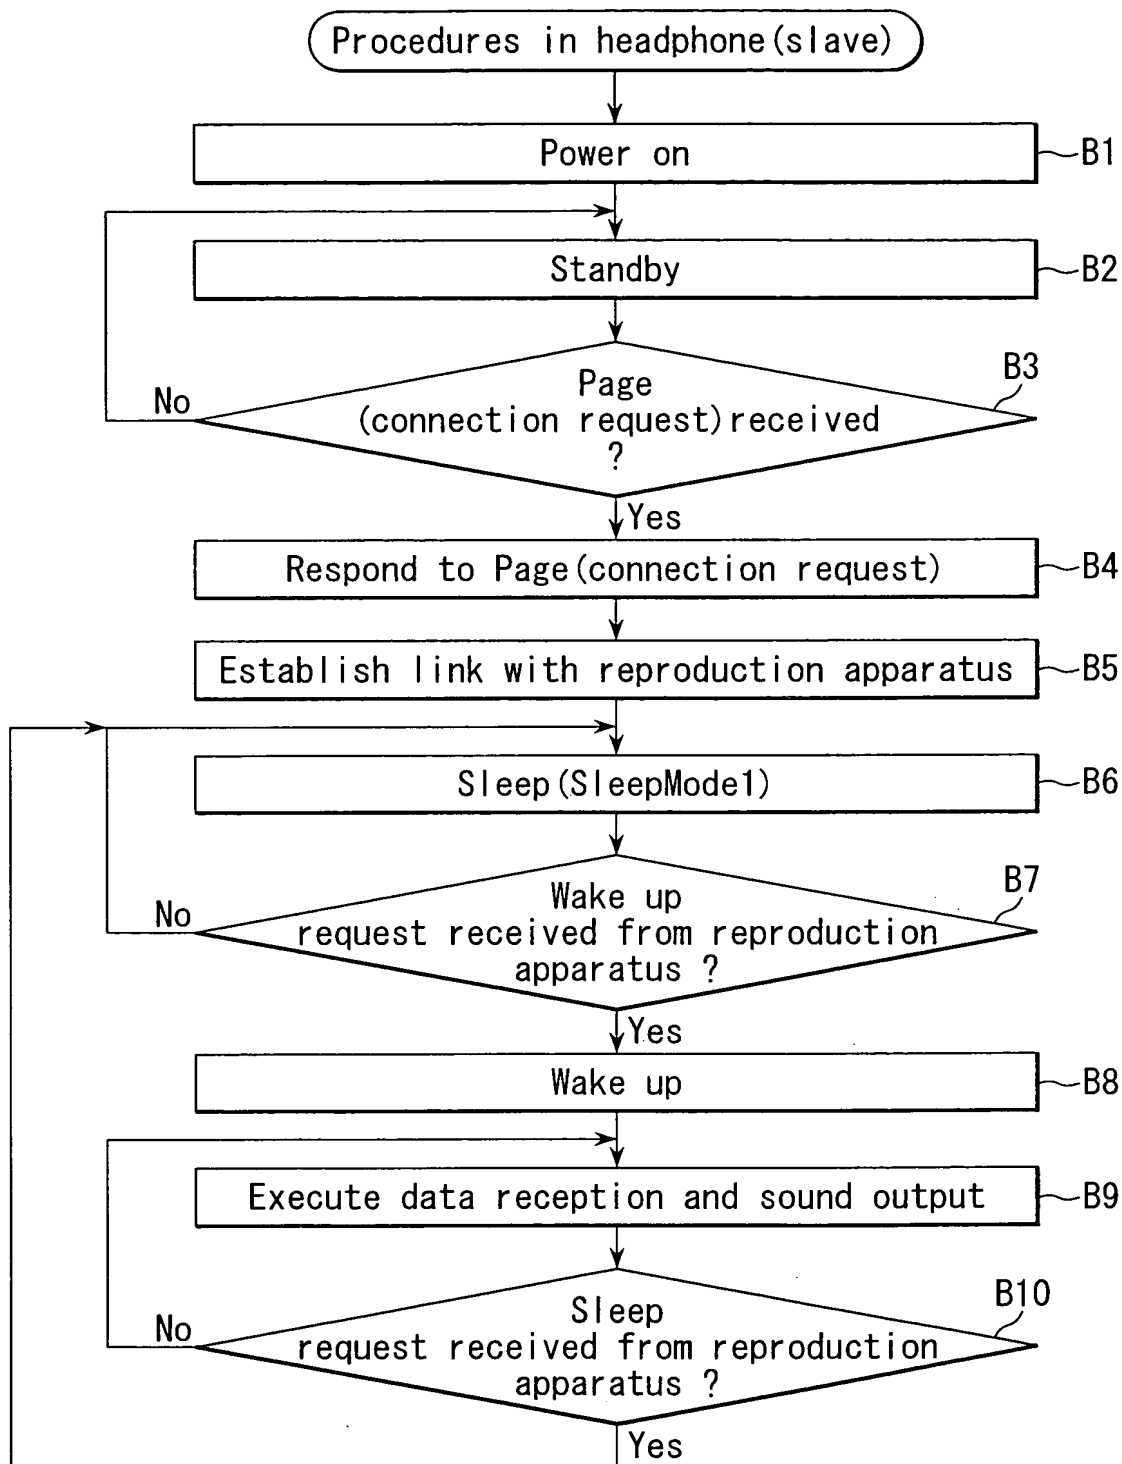 Procedures in headphone(slave)
Power on
B1
Standby
B2
B3
Page
No
(connection request)received
?
Yes
Respond to Page(connection request)
B4
Establish link with reproduction apparatus
B5
Sleep(SleepMode1)
B6
B7
Wake up
No
request received from reproduction
apparatus ?
Yes
Wake up
B8
Execute data reception and sound output
B9
B10
Sleep
No
request received from reproduction
apparatus ?
Yes